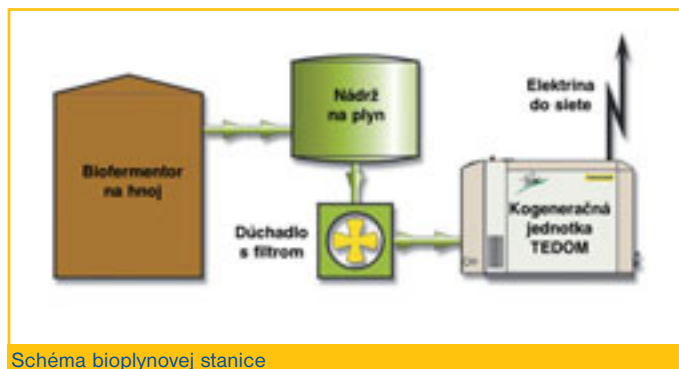 Biofermentor
na hnoj
Nádrž
na plyn
Dúchadlo
s filtrom
Elektrina
do siete
Kogeneračná
jednotka
TEDOM
Schéma bioplynovej stanice